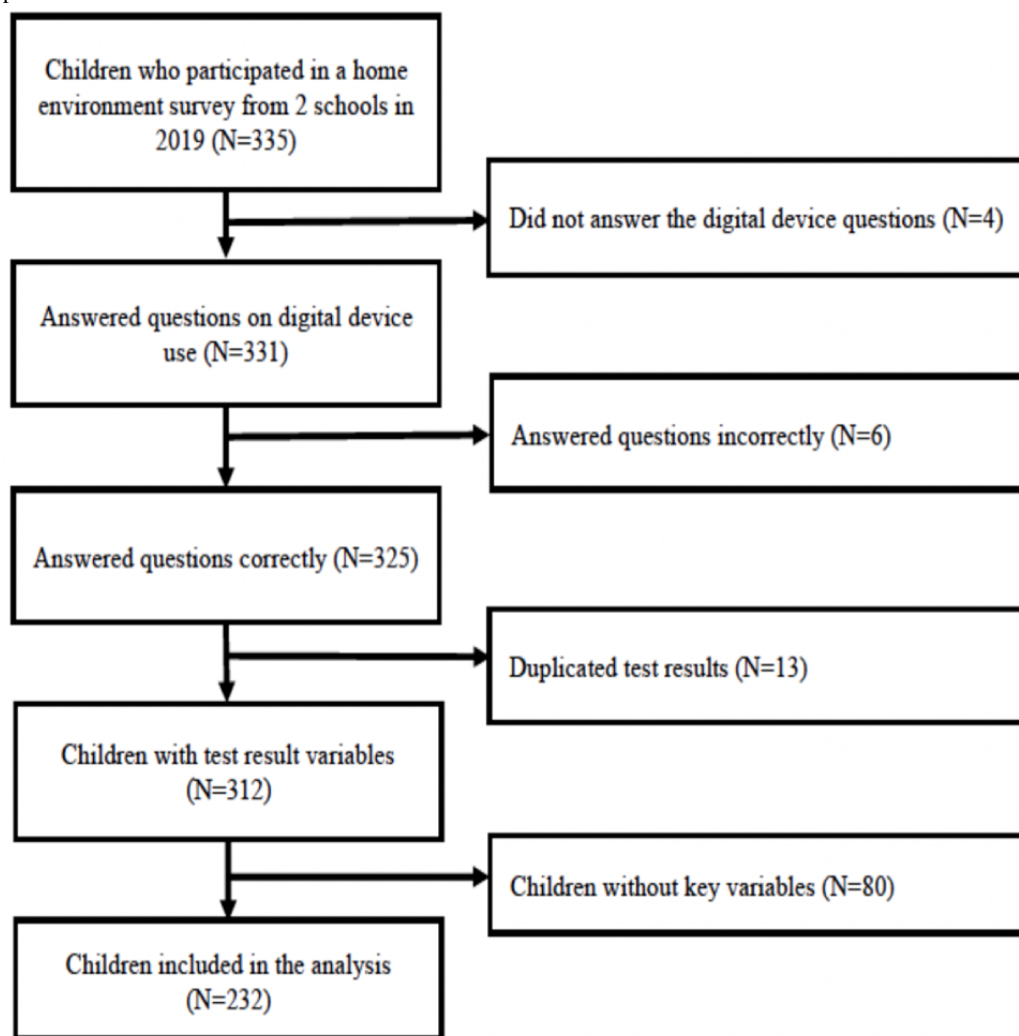 Children who participated in a home
environment survey from 2 schools in
2019 (N=335)
Did not answer the digital device questions (N=4)
Answered questions on digital device
use (N=331)
Answered questions incorrectly (N=6)
Answered questions correctly (N=325)
Duplicated test results (N=13)
Children with test result variables
(N=312)
Children without key variables (N=80)
Children included in the analysis
(N=232)